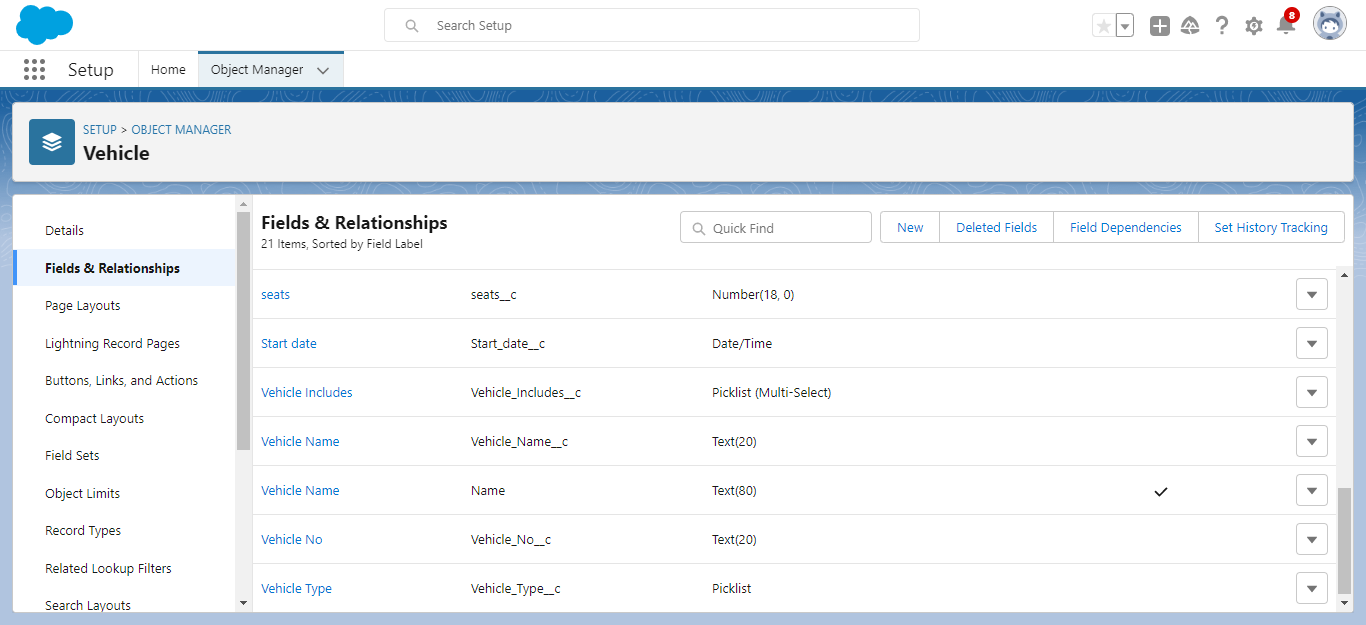 Search Setup
8
Setup
Home
Object Manager
SETUP > OBJECT MANAGER
Vehicle
Details
Fields & Relationships
Page Layouts
Lightning Record Pages
Buttons, Links, and Actions
Compact Layouts
Field Sets
Object Limits
Record Types
Related Lookup Filters
Search Layouts
Fields & Relationships
21 Items, Sorted by Field Label
Quick Find
New
Deleted Fields
Field Dependencies
Set History Tracking
seats seats__c Number(18, 0)
Start date Start_date__c Date/Time
Vehicle Includes Vehicle_Includes__c Picklist (Multi-Select)
Vehicle Name Vehicle_Name__c Text(20)
Vehicle Name Name Text(80)
Vehicle No Vehicle_No__c Text(20)
Vehicle Type Vehicle_Type__c Picklist